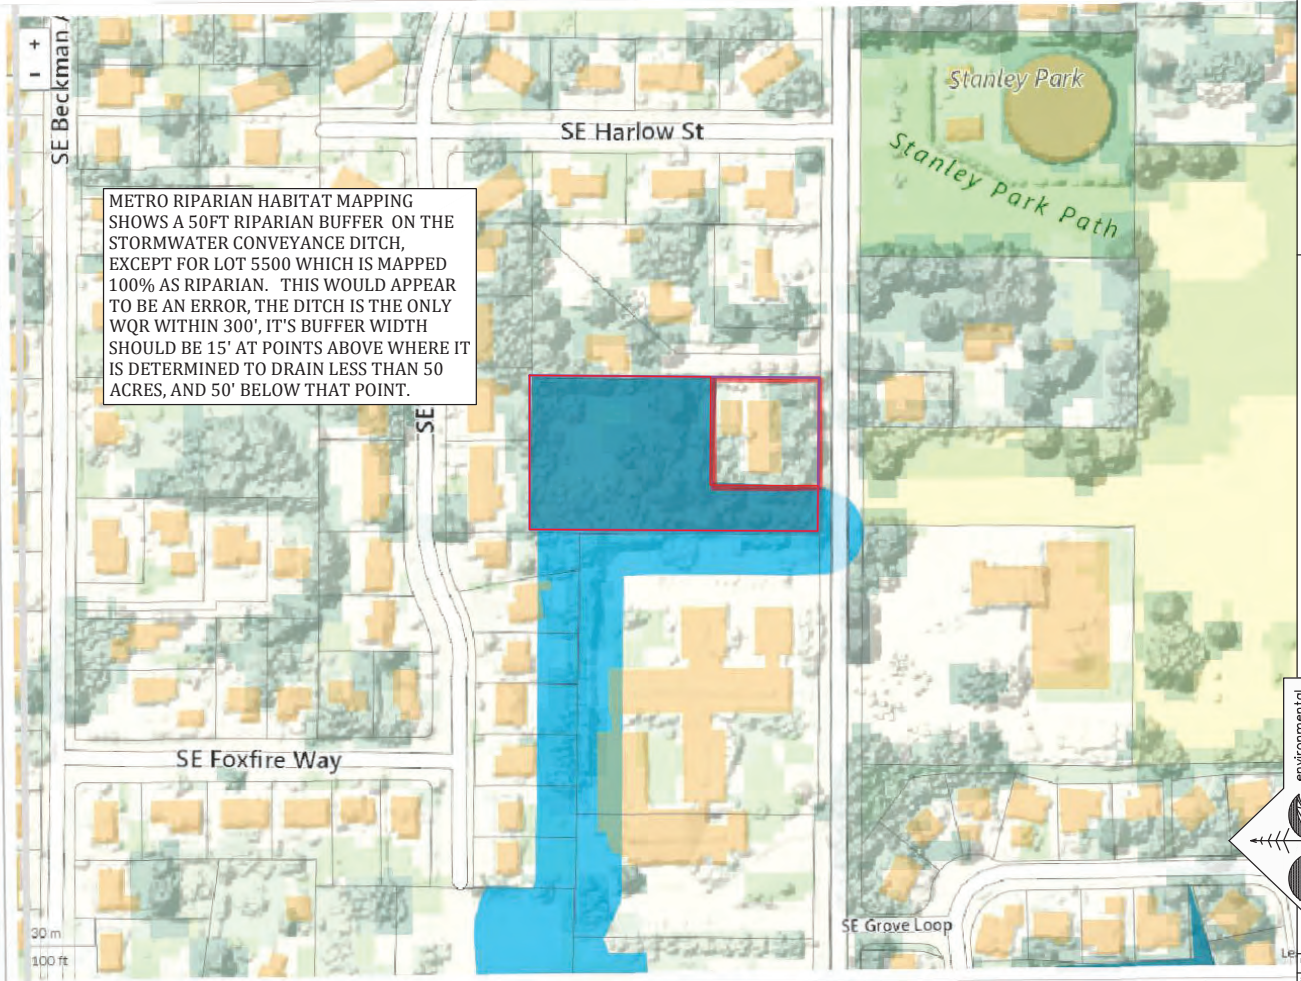 +
-
SE Beckman A
SE Harlow St
Stanley Park
Stanley Park Path
METRO RIPARIAN HABITAT MAPPING
SHOWS A 50FT RIPARIAN BUFFER ON THE
STORMWATER CONVEYANCE DITCH,
EXCEPT FOR LOT 5500 WHICH IS MAPPED
100% AS RIPARIAN. THIS WOULD APPEAR
TO BE AN ERROR, THE DITCH IS THE ONLY
WQR WITHIN 300', IT'S BUFFER WIDTH
SHOULD BE 15' AT POINTS ABOVE WHERE IT
IS DETERMINED TO DRAIN LESS THAN 50
ACRES, AND 50' BELOW THAT POINT.
SE
SE Foxfire Way
environmental
SE Grove Loop
30 m
100 ft
Le